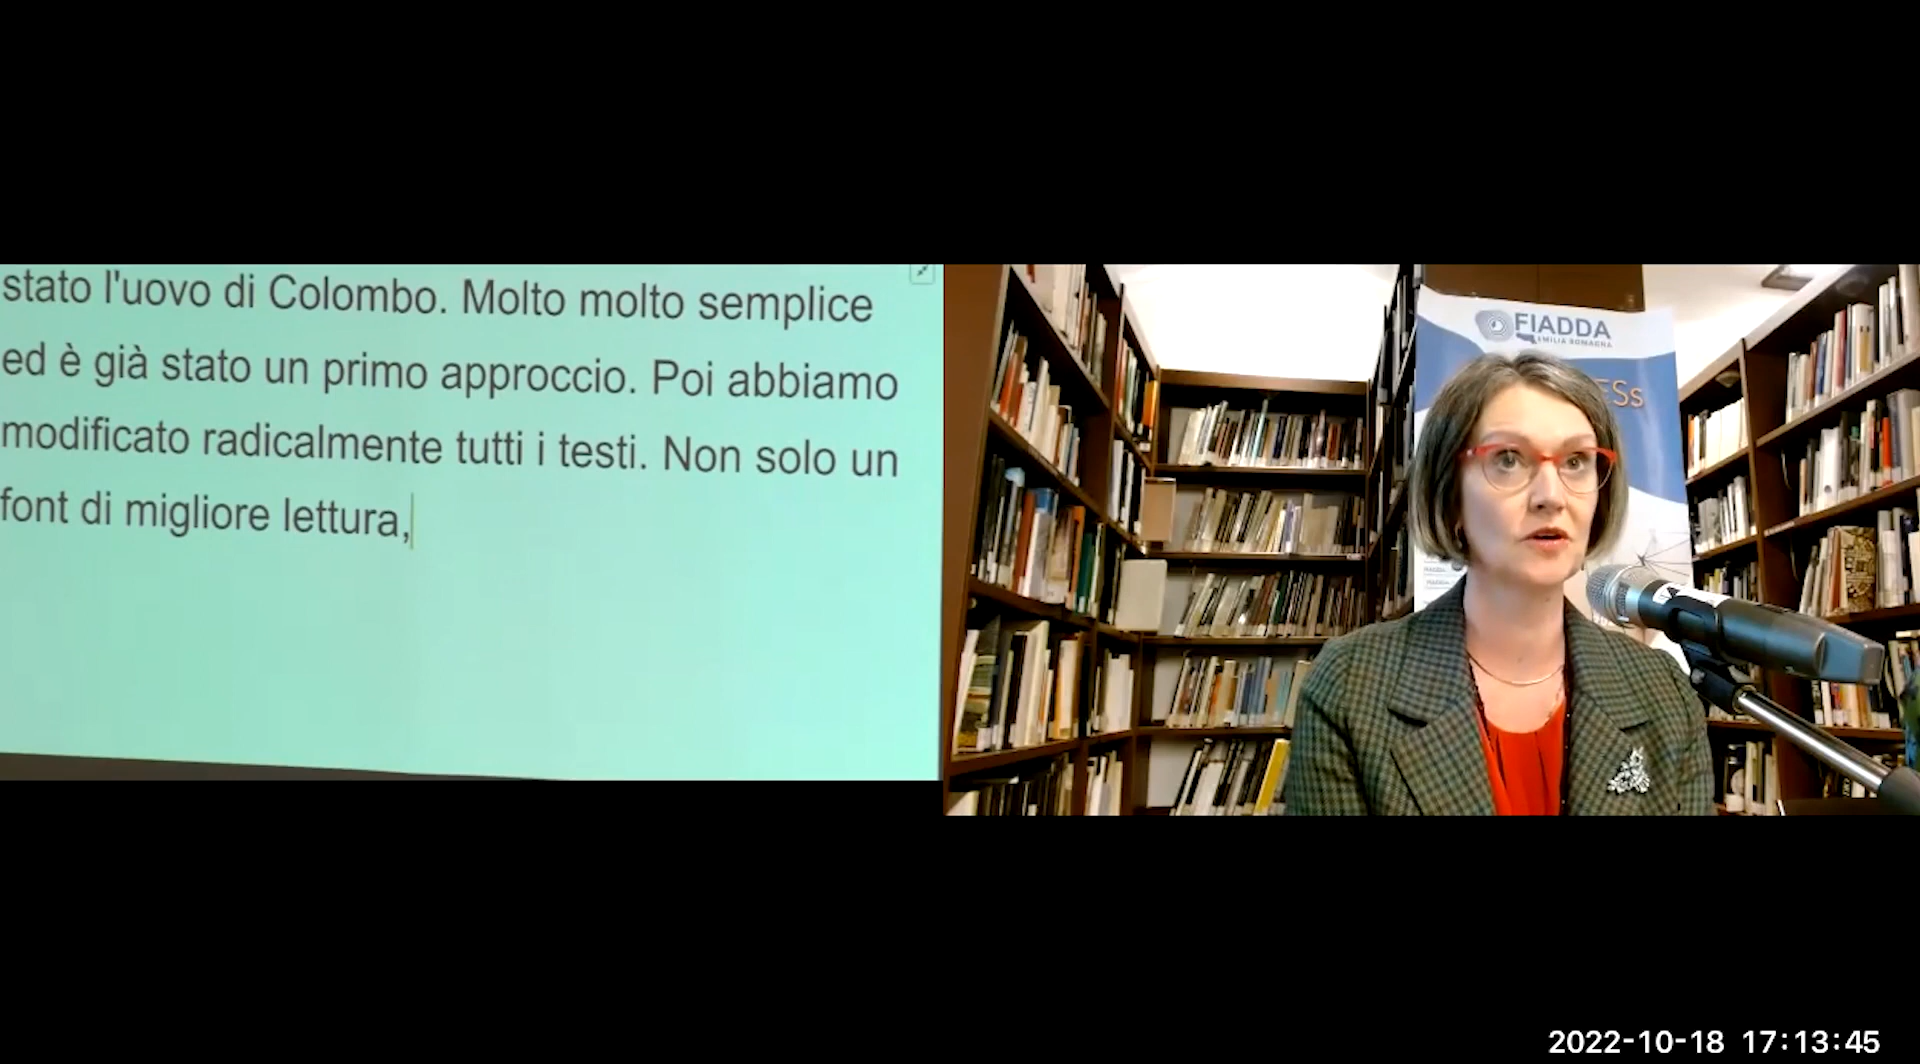 stato l'uovo di Colombo. Molto molto semplice
ed è già stato un primo approccio. Poi abbiamo
modificato radicalmente tutti i testi. Non solo un
font di migliore lettura,
FIADDA
EMILIA ROMAGNA
ESs
2022-10-18 17:13:45